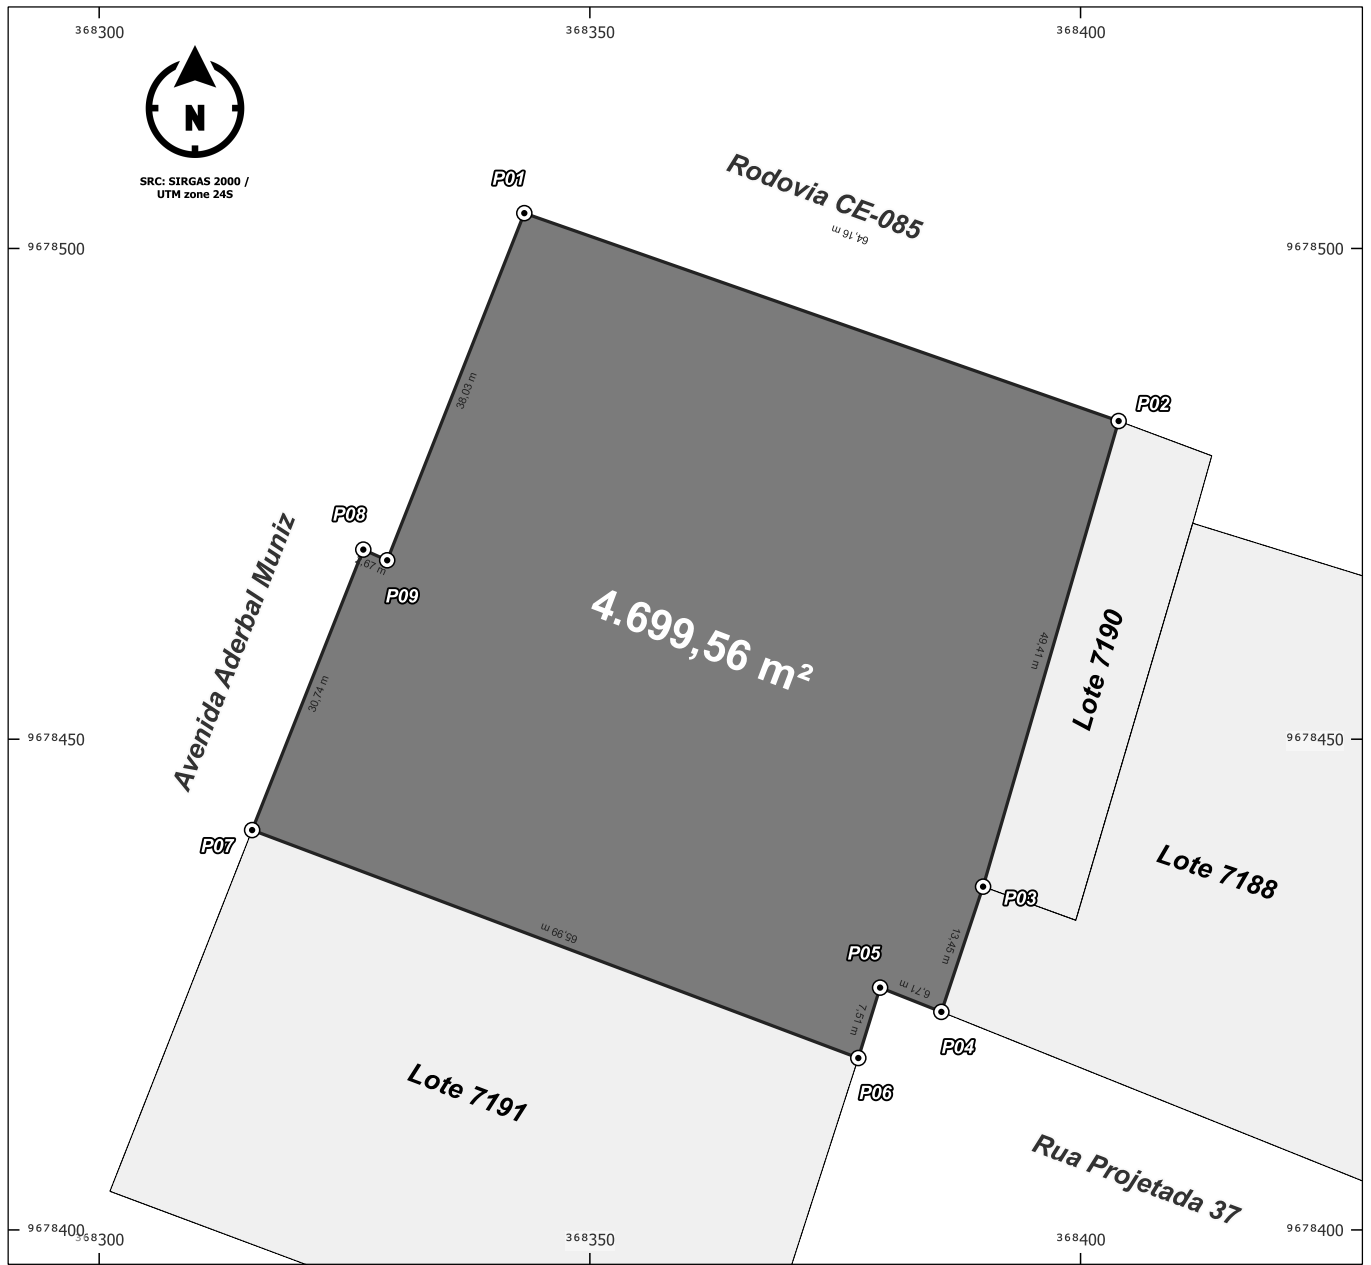 368300
368350
368400
N
SRC: SIRGAS 2000 /
UTM zone 24S
P01
Rodovia CE-085
64,16 m
9678500
9678500
38,03 m
P02
P08
,67 m
P09
Avenida Aderbal Muniz
30,74 m
4.699,56 m²
49,41 m
Lote 7190
9678450
9678450
P07
Lote 7188
P03
65,99 m
13,45 m
P05
6,71 m
7,51 m
P04
P06
Lote 7191
Rua Projetada 37
9678400
9678400
368300
368350
368400